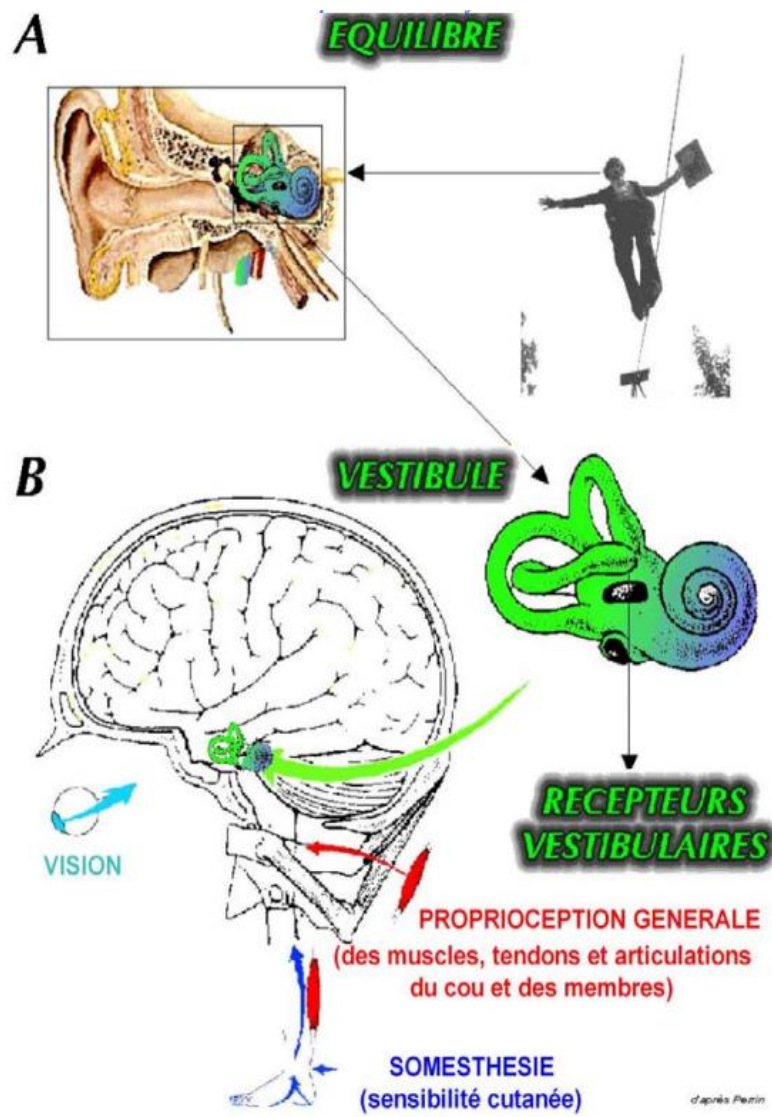 A
EQUILIBRE
B
VESTIBULE
RECEPTEURS
VESTIBULAIRES
VISION
PROPRIOCEPTION GENERALE
(des muscles, tendons et articulations
du cou et des membres)
SOMESTHESIE
(sensibilité cutanée)
d'après Perrin